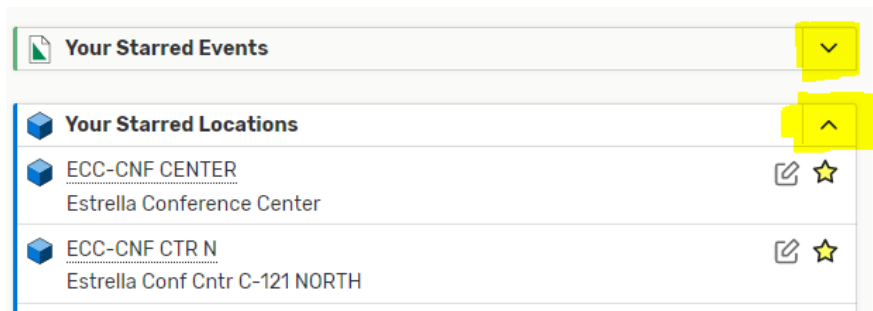 Your Starred Events
Your Starred Locations
ECC-CNF CENTER
Estrella Conference Center
ECC-CNF CTR N
Estrella Conf Cntr C-121 NORTH